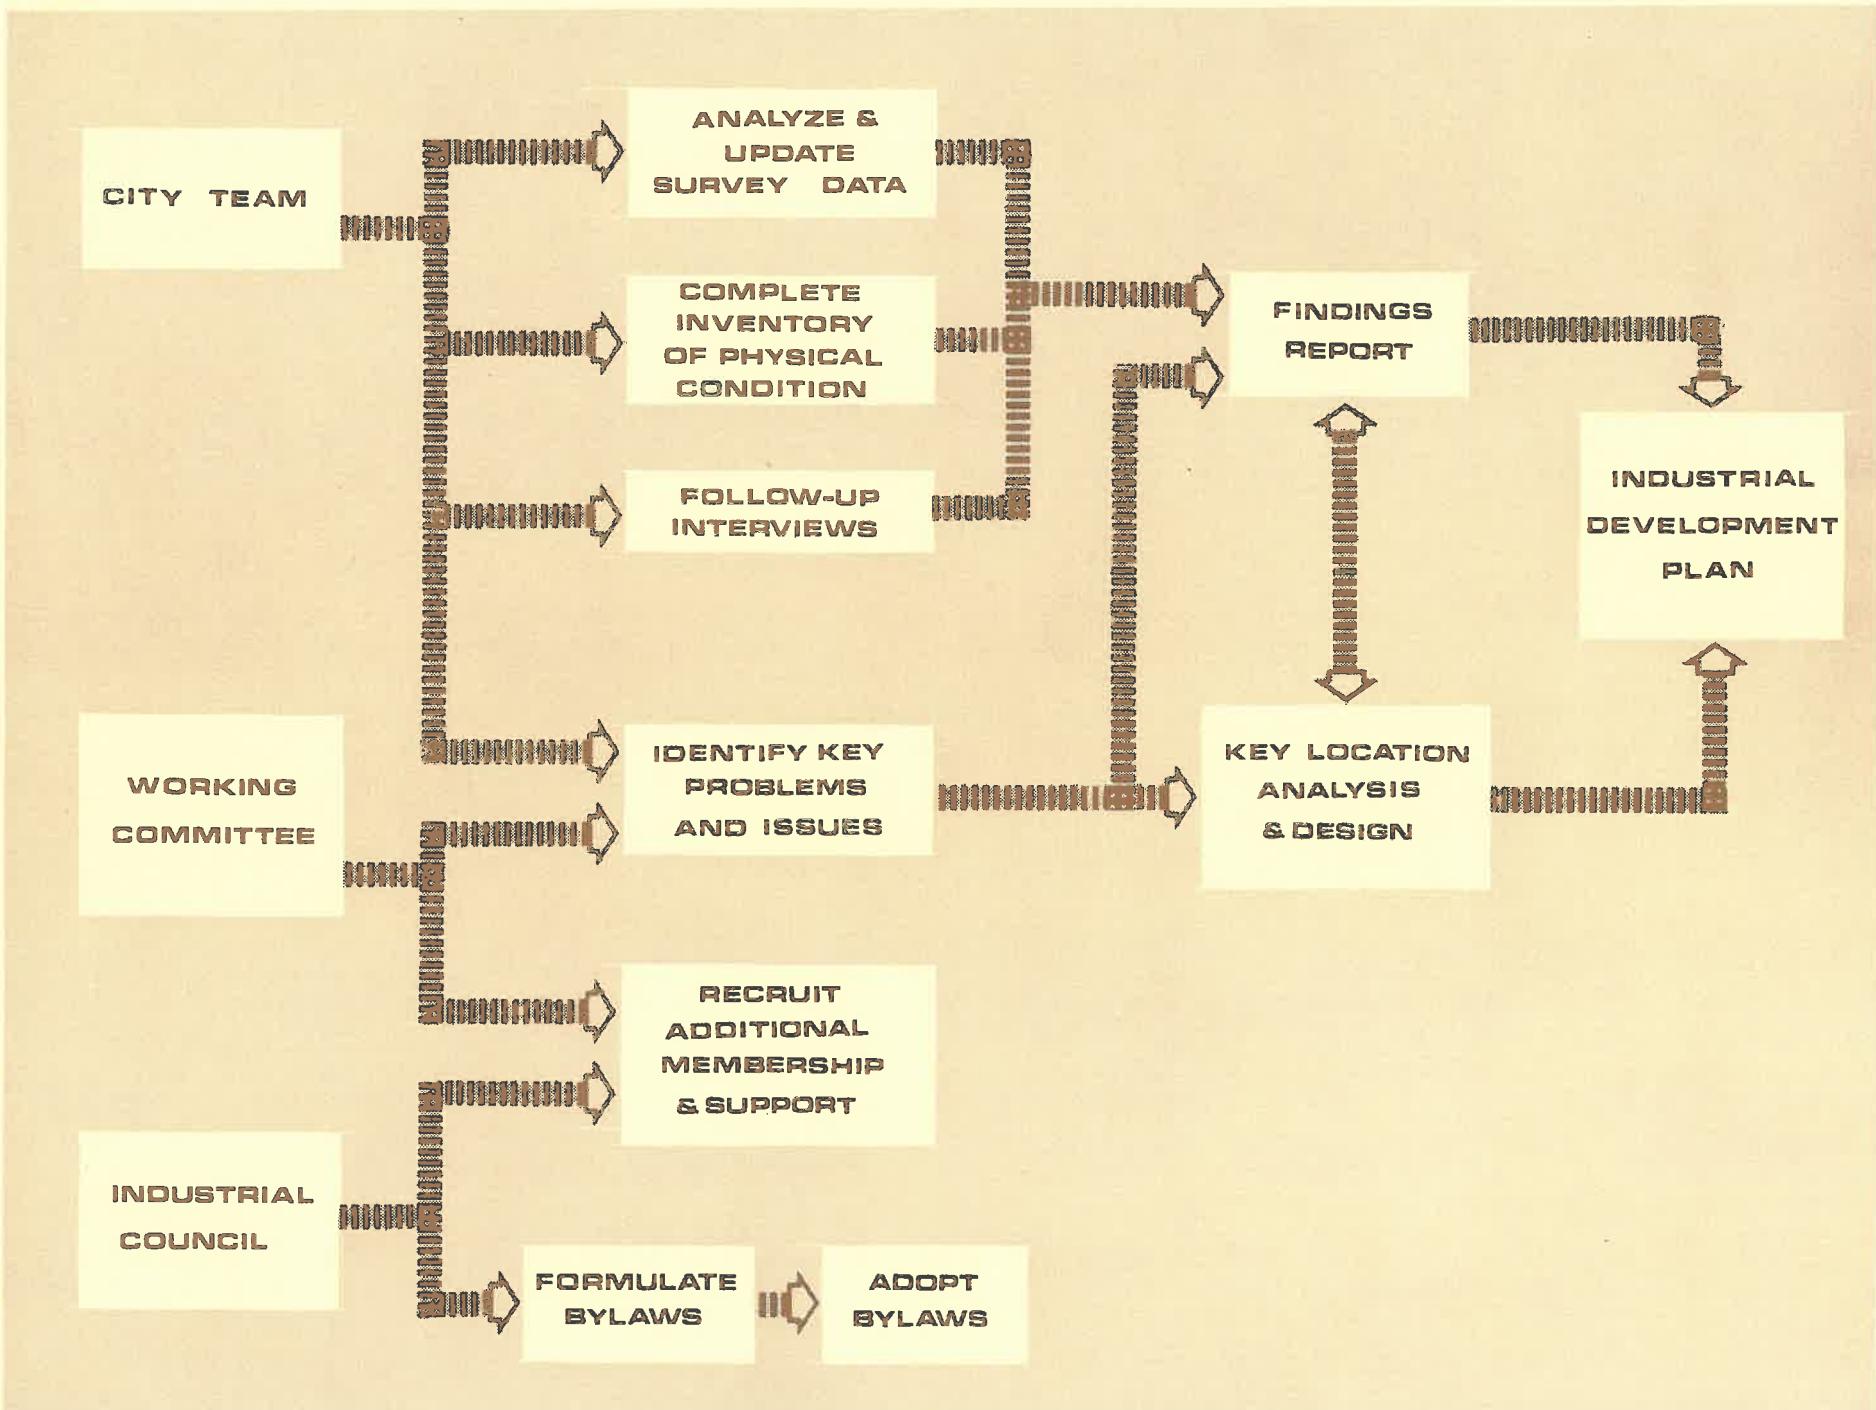 CITY TEAM
ANALYZE &
UPDATE
SURVEY DATA
COMPLETE
INVENTORY
OF PHYSICAL
CONDITION
FOLLOW-UP
INTERVIEWS
FINDINGS
REPORT
INDUSTRIAL
DEVELOPMENT
PLAN
WORKING
COMMITTEE
IDENTIFY KEY
PROBLEMS
AND ISSUES
KEY LOCATION
ANALYSIS
& DESIGN
RECRUIT
ADDITIONAL
MEMBERSHIP
& SUPPORT
INDUSTRIAL
COUNCIL
FORMULATE
BYLAWS
ADOPT
BYLAWS